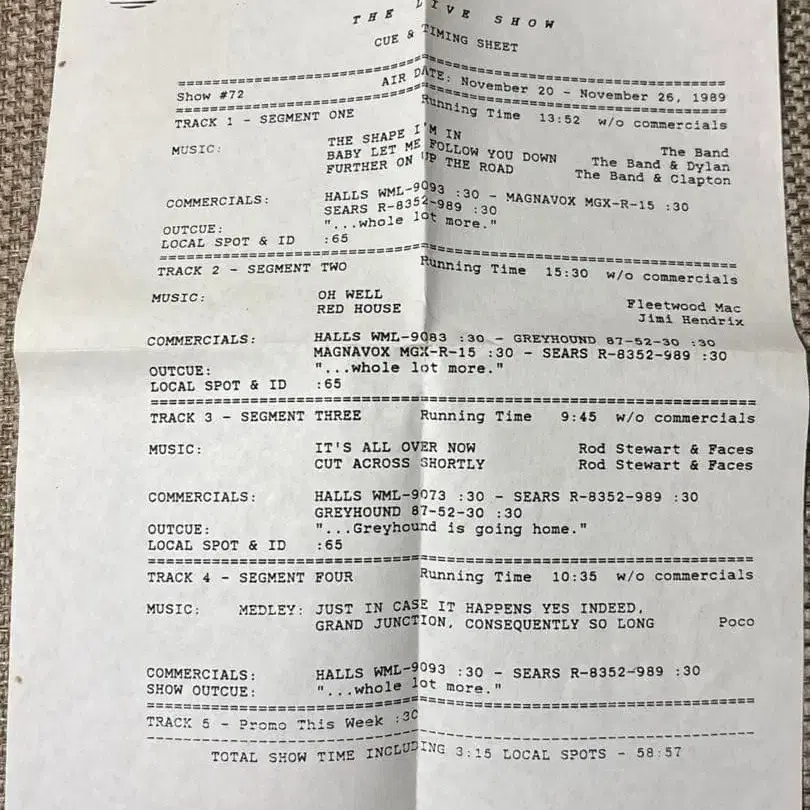 THE LIVE SHOW
CUE & TIMING SHEET
Show #72 AIR DATE: November 20 - November 26, 1989
TRACK 1 - SEGMENT ONE Running Time 13:52 w/o commercials
MUSIC: THE SHAPE I'M IN The Band
BABY LET ME FOLLOW YOU DOWN The Band & Dylan
FURTHER ON UP THE ROAD The Band & Clapton
COMMERCIALS: HALLS WML-9093 :30 - MAGNAVOX MGX-R-15 :30
SEARS R-8352-989 :30
OUTCUE: "...whole lot more."
LOCAL SPOT & ID :65
TRACK 2 - SEGMENT TWO Running Time 15:30 w/o commercials
MUSIC: OH WELL Fleetwood Mac
RED HOUSE Jimi Hendrix
COMMERCIALS: HALLS WML-9083 :30 - GREYHOUND 87-52-30 :30
MAGNAVOX MGX-R-15 :30 - SEARS R-8352-989 :30
OUTCUE: "...whole lot more."
LOCAL SPOT & ID :65
TRACK 3 - SEGMENT THREE Running Time 9:45 w/o commercials
MUSIC: IT'S ALL OVER NOW Rod Stewart & Faces
CUT ACROSS SHORTLY Rod Stewart & Faces
COMMERCIALS: HALLS WML-9073 :30 - SEARS R-8352-989 :30
GREYHOUND 87-52-30 :30
OUTCUE: "...Greyhound is going home."
LOCAL SPOT & ID :65
TRACK 4 - SEGMENT FOUR Running Time 10:35 w/o commercials
MUSIC: MEDLEY: JUST IN CASE IT HAPPENS YES INDEED,
GRAND JUNCTION, CONSEQUENTLY SO LONG Poco
COMMERCIALS: HALLS WML-9093 :30 - SEARS R-8352-989 :30
SHOW OUTCUE: "...whole lot more."
TRACK 5 - Promo This Week :30
TOTAL SHOW TIME INCLUDING 3:15 LOCAL SPOTS - 58:57